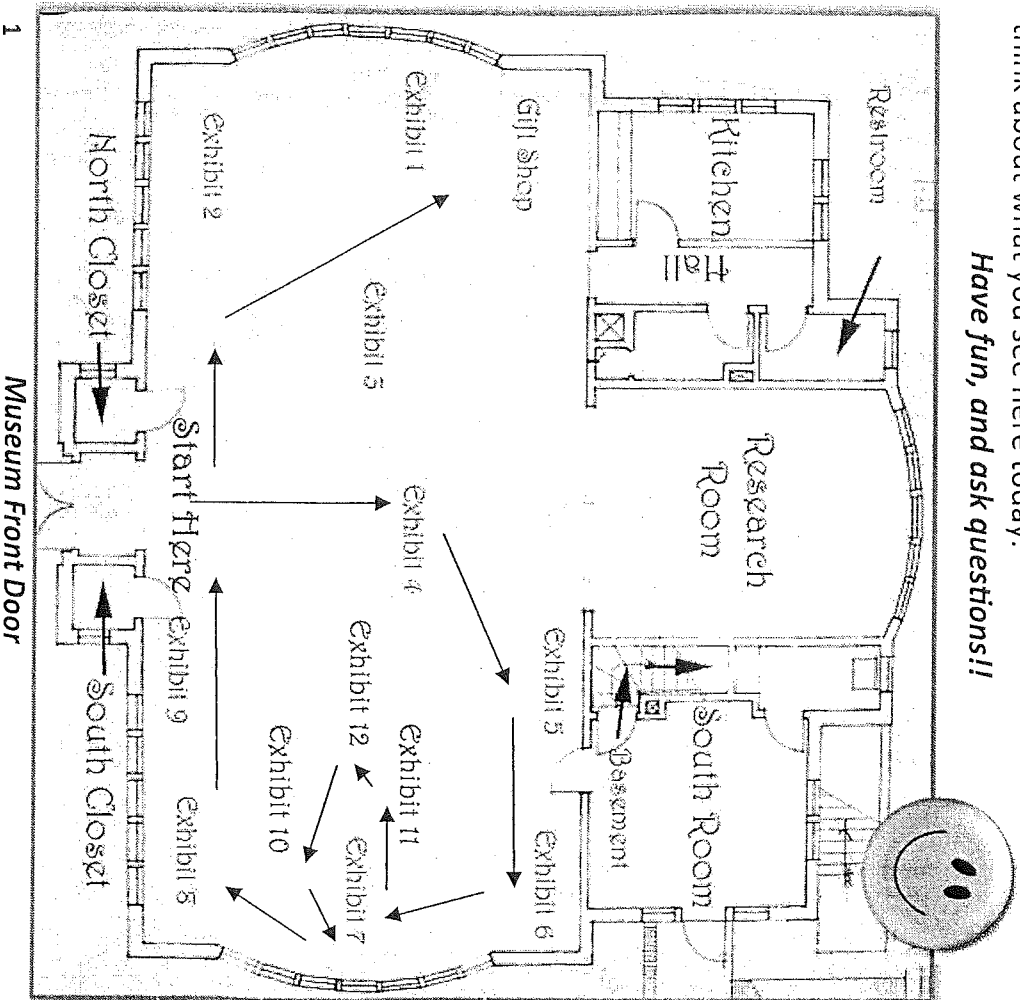 think about what you see here today.
Have fun, and ask questions!!
Restroom
Kitchen
Hall
Research
Room
South Room
Basement
Gift Shop
Exhibit 5
Exhibit 6
Exhibit 1
Exhibit 4
Exhibit 11
Exhibit 3
Exhibit 12
Exhibit 7
Exhibit 10
Exhibit 2
Start Here
Exhibit 9
Exhibit 8
North Closet
South Closet
Museum Front Door
1